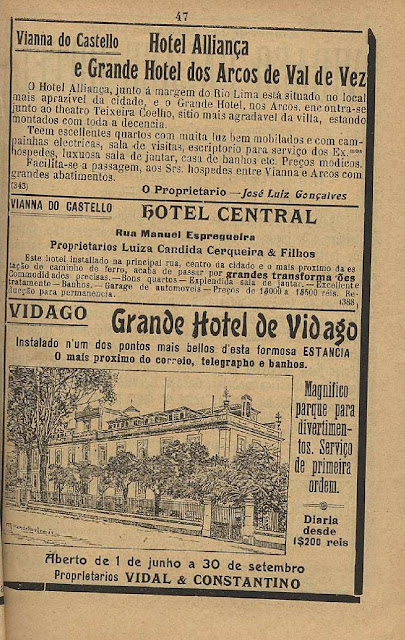 47
Vianna do Castello Hotel Alliança
e Grande Hotel dos Arcos de Val de Vez
O Hotel Alliança, junto á margem do Rio Lima está situado no local
mais aprazivel da cidade, e o Grande Hotel, nos Arcos, encontra-se
junto ao theatro Teixeira Coelho, sitio mais agradavel da villa, estando
montados com toda a decencia.
Teem escellentes quartos com muita luz bem mobilados e com cam-
painhas electricas, sala de visitas, escriptorio para serviço dos Ex.mos
hospedes, luxuosa sala de jantar, casa de banhos etc. Preços modicos.
Facilita-se a passagem, aos Srs. hospedes entre Vianna e Arcos com
grandes abatimentos.
(343) O Proprietario — José Luiz Gonçalves
VIANNA DO CASTELLO HOTEL CENTRAL
Rua Manuel Espregueira
Proprietarios Luiza Candida Cerqueira & Filhos
Este hotel installado na principal rua, centro da cidade e o mais proximo da es
tação de caminho de ferro, acaba de passar por grandes transforma ões
Commodidades precisas.—Bons quartos—Esplendida sala de jantar.—Excellente
tratamento—Banhos.—Garage de automoveis—Preços de 1$000 a 1$500 réis. Re-
ducção para permanencia. (388)
VIDAGO Grande Hotel de Vidago
Instalado n'um dos pontos mais bellos d'esta formosa ESTANCIA
O mais proximo do correio, telegrapho e banhos.
Magnifico
parque para
divertimen-
tos. Serviço
de primeira
ordem.
Diaria
desde
1$200 reis
Aberto de 1 de junho a 30 de setembro
Proprietarios VIDAL & CONSTANTINO